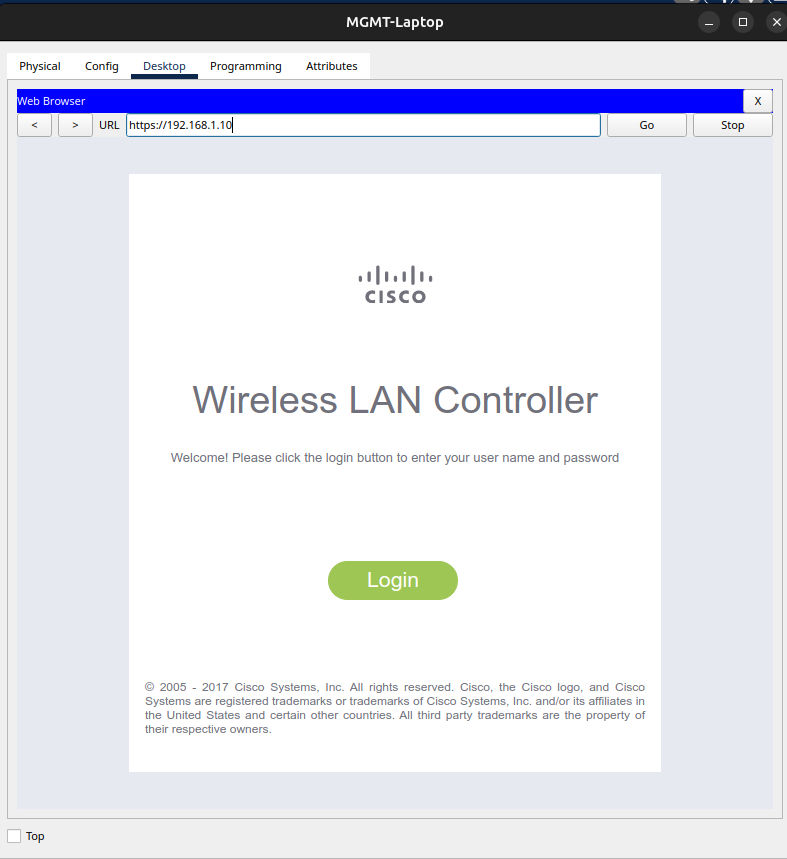 MGMT-Laptop
Physical Config Desktop Programming Attributes
Web Browser X
< > URL https://192.168.1.10 Go Stop
CISCO
Wireless LAN Controller
Welcome! Please click the login button to enter your user name and password
Login
© 2005 - 2017 Cisco Systems, Inc. All rights reserved. Cisco, the Cisco logo, and Cisco
Systems are registered trademarks or trademarks of Cisco Systems, Inc. and/or its affiliates in
the United States and certain other countries. All third party trademarks are the property of
their respective owners.
Top